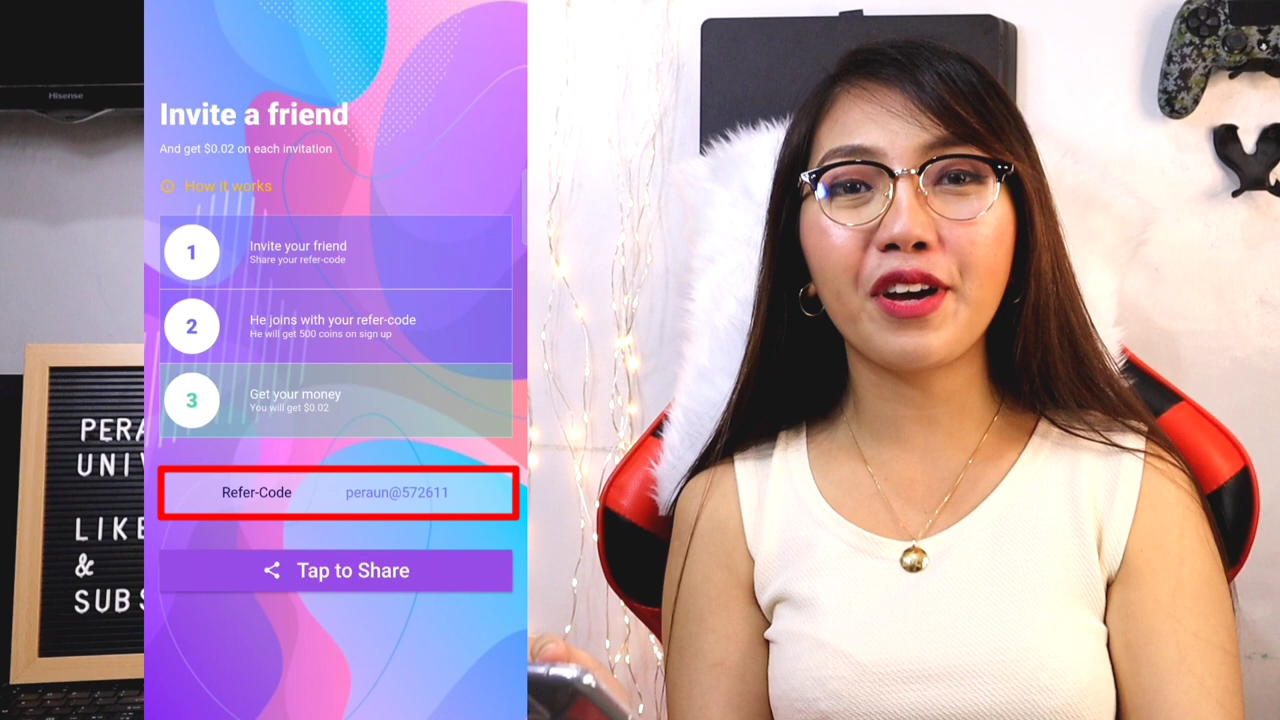 Hisense
Invite a friend
And get $0.02 on each invitation
How it works
1
Invite your friend
Share your refer-code
2
He joins with your refer-code
He will get 500 coins on sign up
3
Get your money
You will get $0.02
Refer-Code peraun@572611
Tap to Share
PERA
UNIV
LIKE
&
SUBS